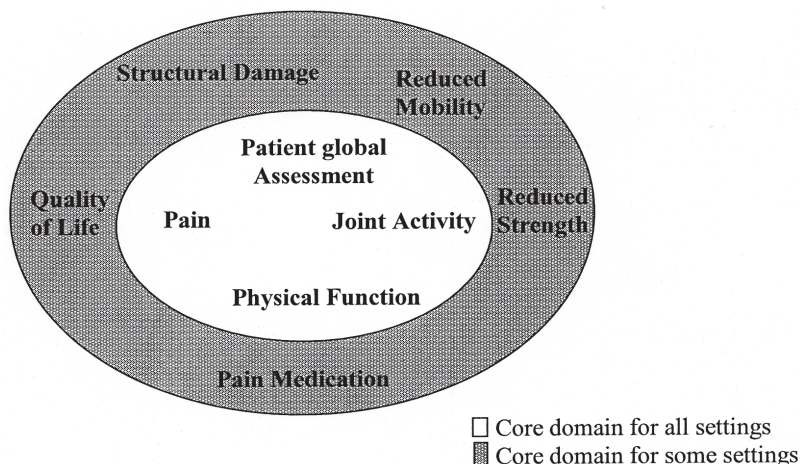 Structural Damage
Reduced
Mobility
Patient global
Assessment
Quality
of Life
Pain
Joint Activity
Reduced
Strength
Physical Function
Pain Medication
Core domain for all settings
Core domain for some settings